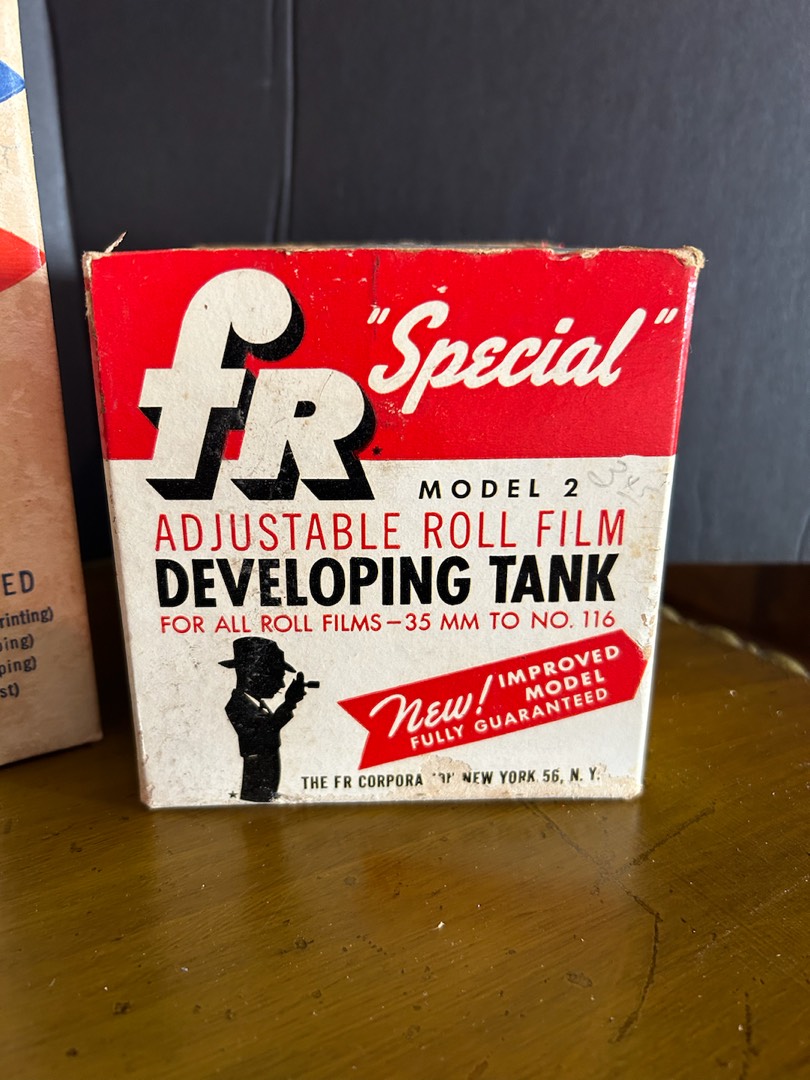 fR "Special"
MODEL 2
ADJUSTABLE ROLL FILM
DEVELOPING TANK
FOR ALL ROLL FILMS—35 MM TO NO. 116
New! IMPROVED
MODEL
FULLY GUARANTEED
THE FR CORPORA NEW YORK 56, N. Y.
ED
rinting)
ping)
ping)
st)